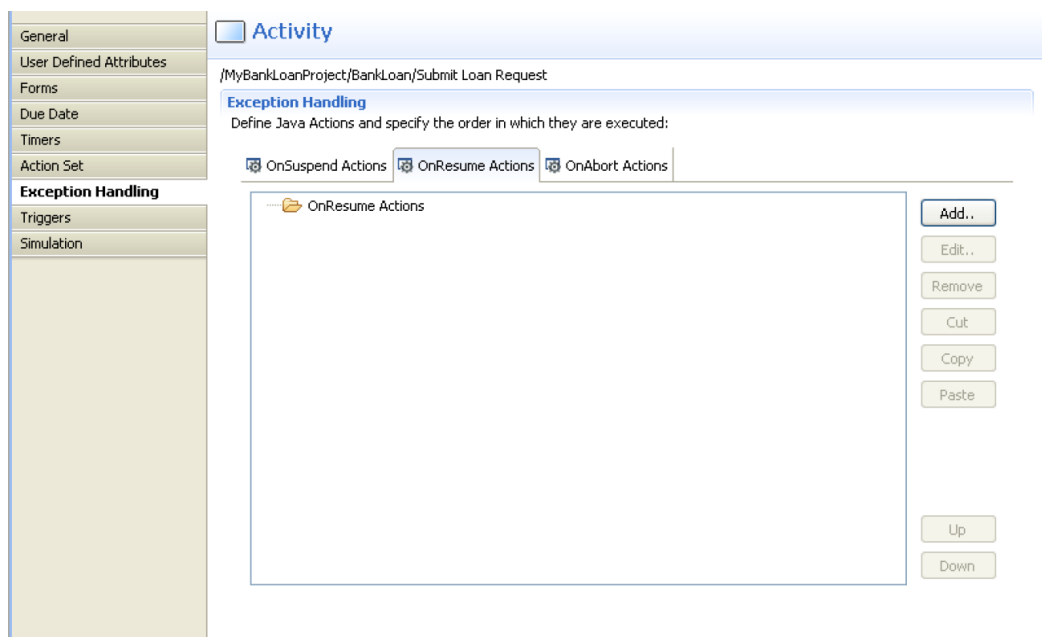 General
User Defined Attributes
Forms
Due Date
Timers
Action Set
Exception Handling
Triggers
Simulation
Activity
/MyBankLoanProject/BankLoan/Submit Loan Request
Exception Handling
Define Java Actions and specify the order in which they are executed:
OnSuspend Actions OnResume Actions OnAbort Actions
OnResume Actions
Add..
Edit..
Remove
Cut
Copy
Paste
Up
Down